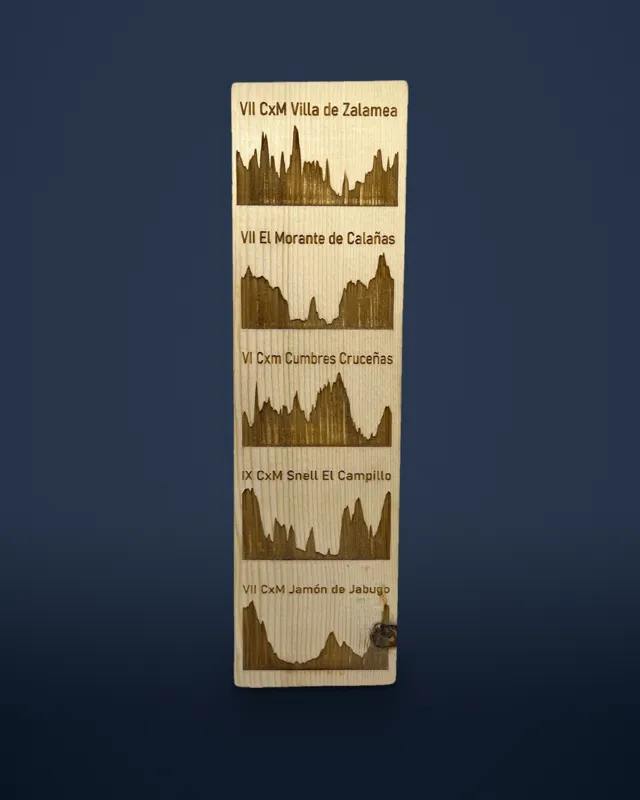 VII CxM Villa de Zalamea
VII El Morante de Calañas
VI Cxm Cumbres Cruceñas
IX CxM Snell El Campillo
VII CxM Jamón de Jabugo